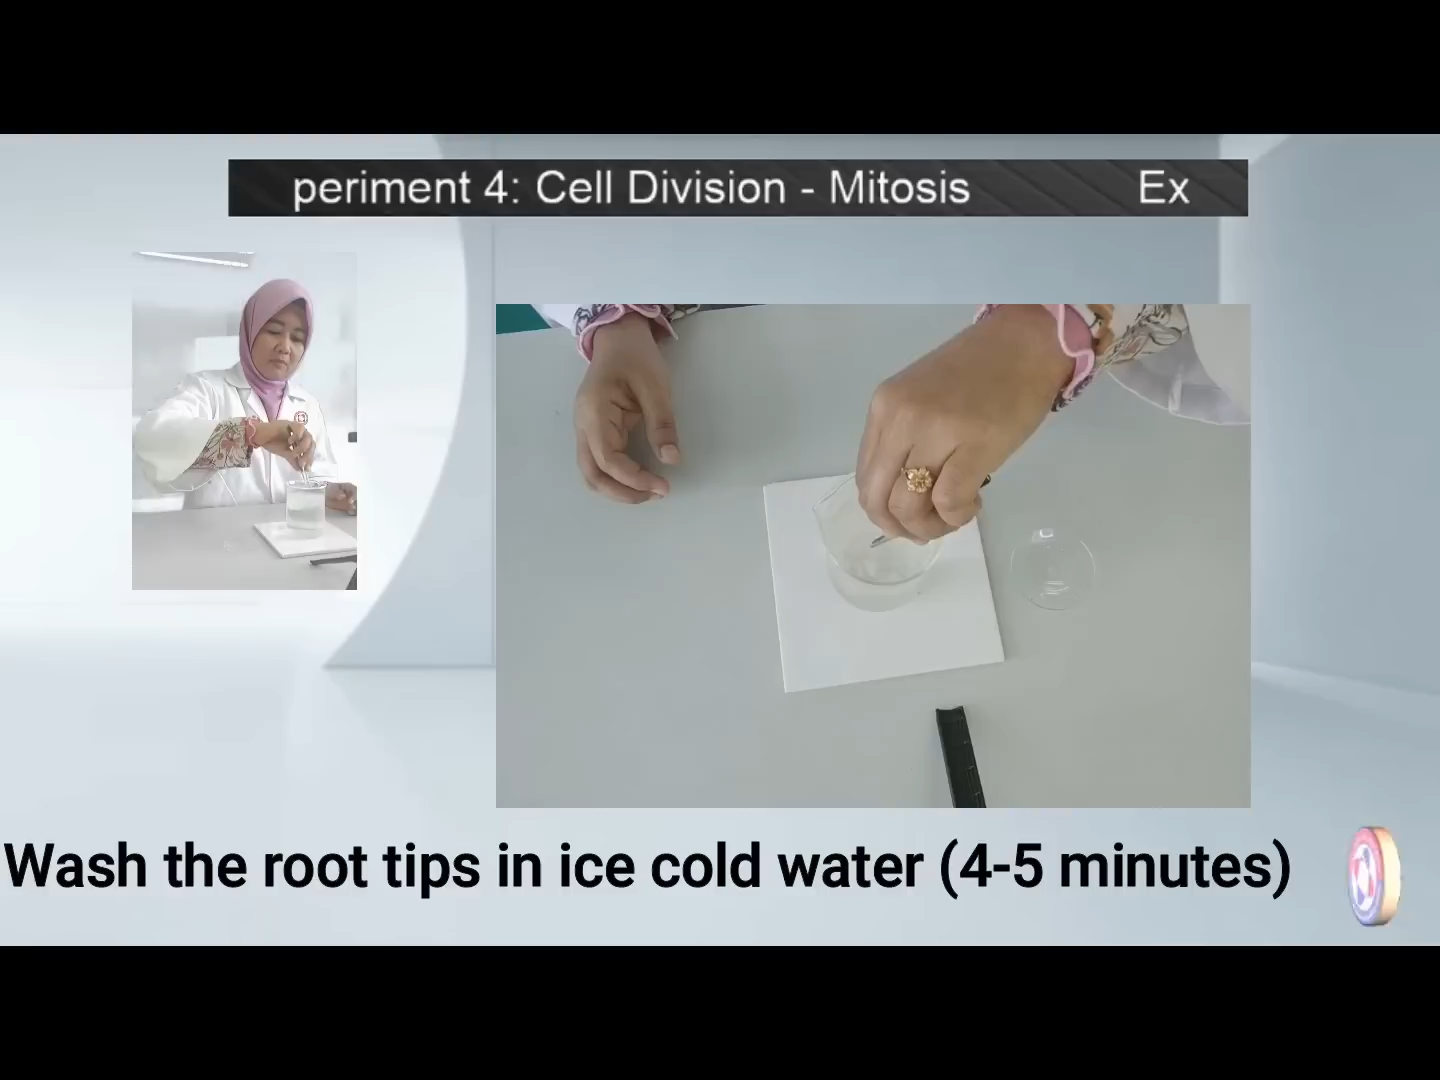 periment 4: Cell Division - Mitosis Ex
Wash the root tips in ice cold water (4-5 minutes)